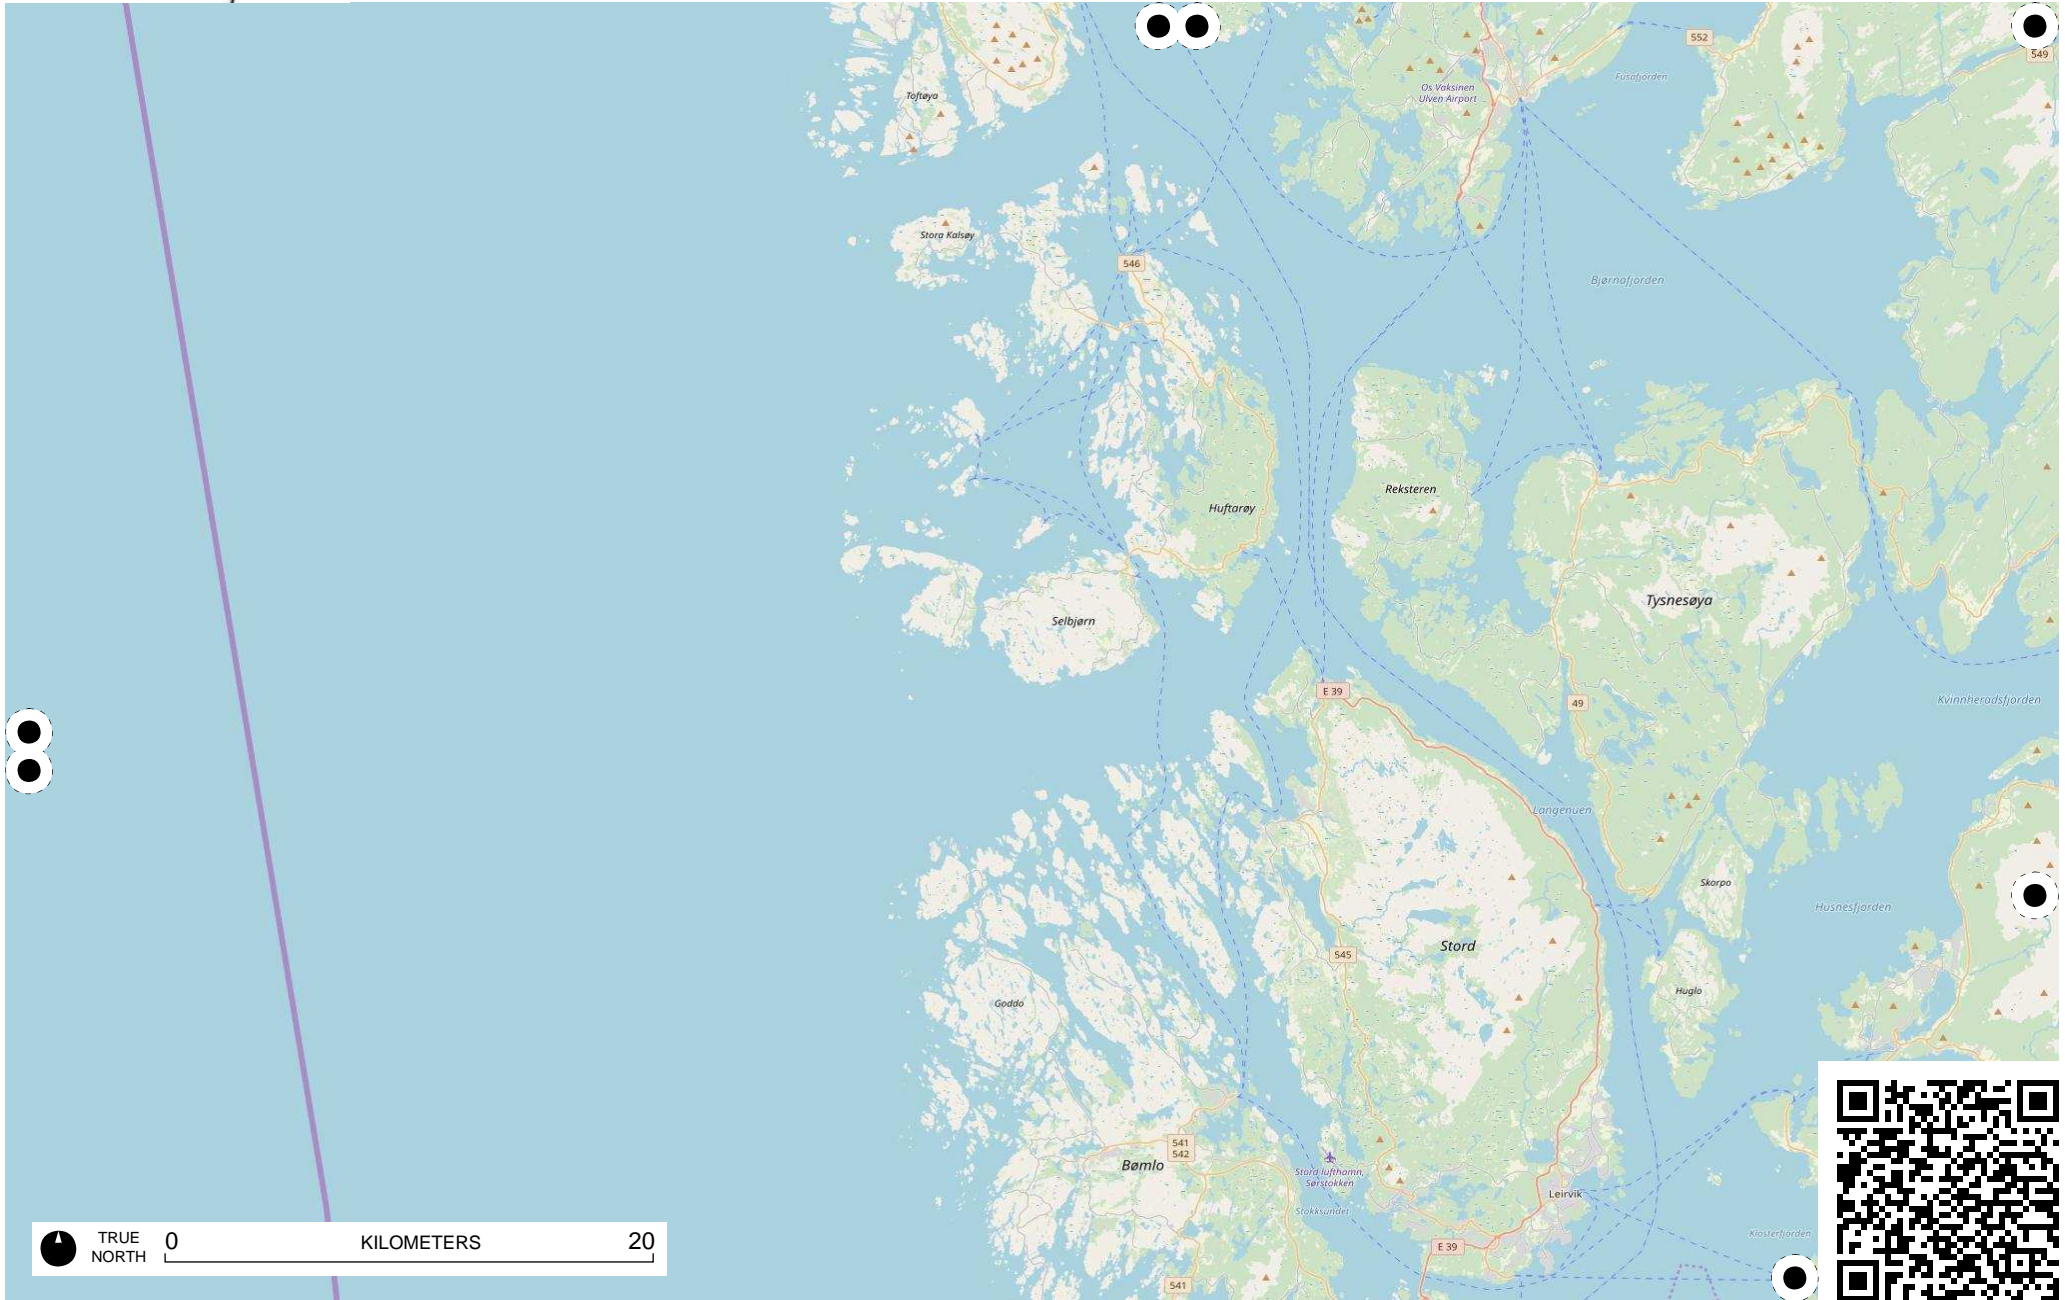 552
549
Fusafjorden
Os Vaksinen
Ulven Airport
Toftøya
Stora Kalsøy
546
Bjørnafjorden
Reksteren
Huftarøy
Tysnesøya
Selbjørn
E 39
49
Kvinnheradsfjorden
Langenuen
Skorpo
Husnesfjorden
Stord
545
Huglo
Goddo
541
542
Bømlo
Stord lufthamn,
Sørstokken
Leirvik
Stokksundet
Klosterfjorden
E 39
541
TRUE
NORTH
0 KILOMETERS 20